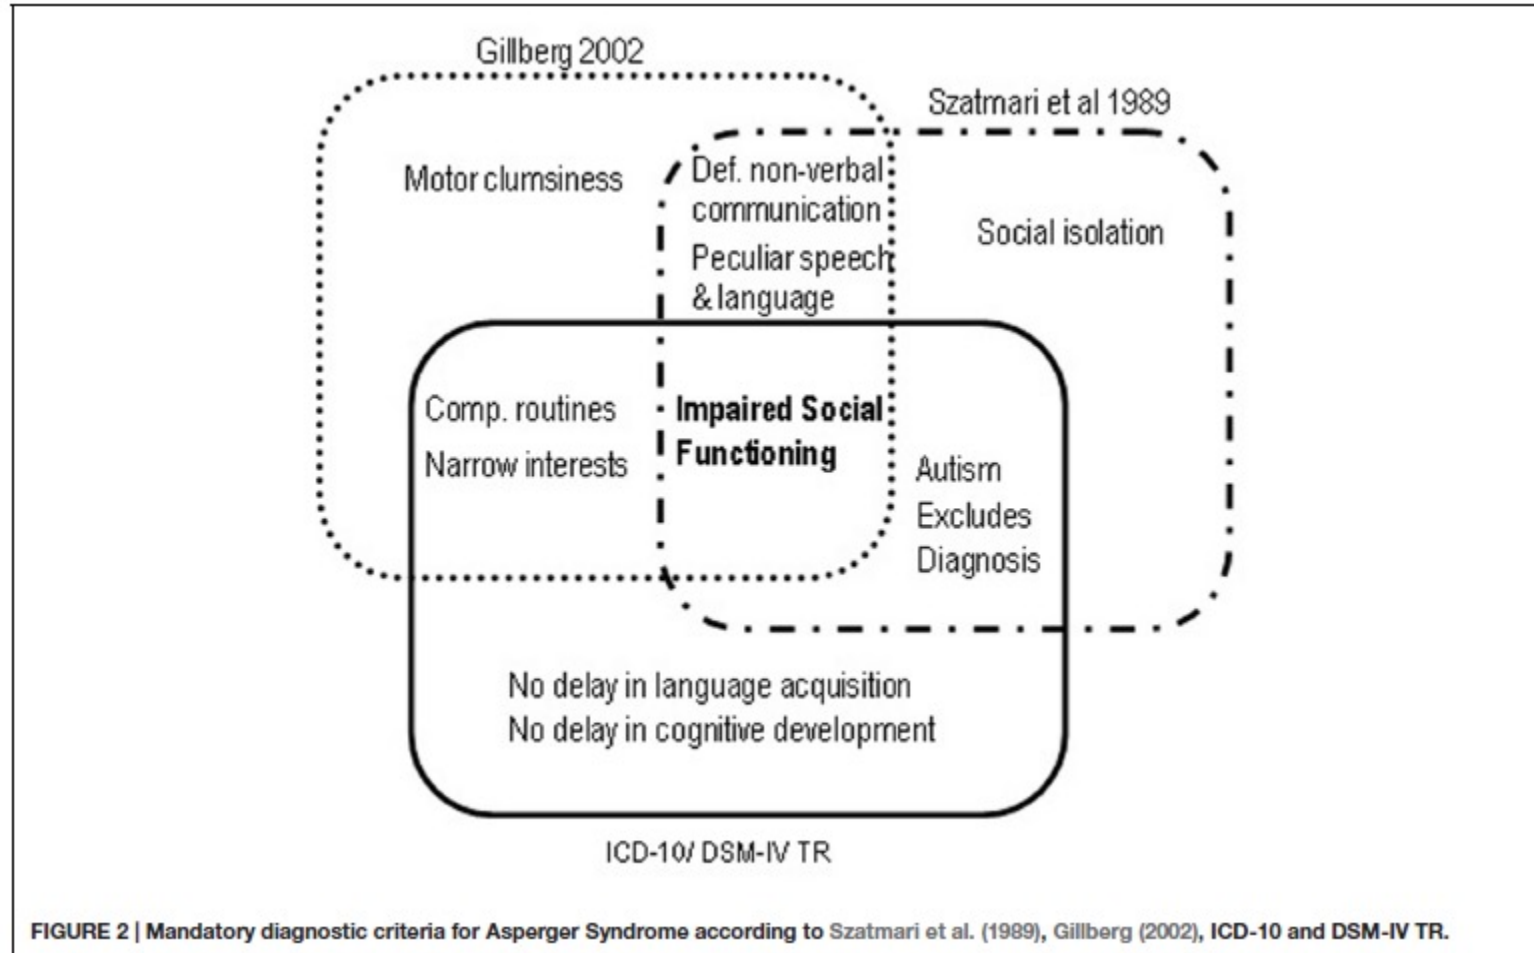 Gillberg 2002
Szatmari et al 1989
Motor clumsiness
Def. non-verbal
communication
Peculiar speech
& language
Social isolation
Comp. routines
Narrow interests
Impaired Social
Functioning
Autism
Excludes
Diagnosis
No delay in language acquisition
No delay in cognitive development
ICD-10/ DSM-IV TR
FIGURE 2 | Mandatory diagnostic criteria for Asperger Syndrome according to Szatmari et al. (1989), Gillberg (2002), ICD-10 and DSM-IV TR.